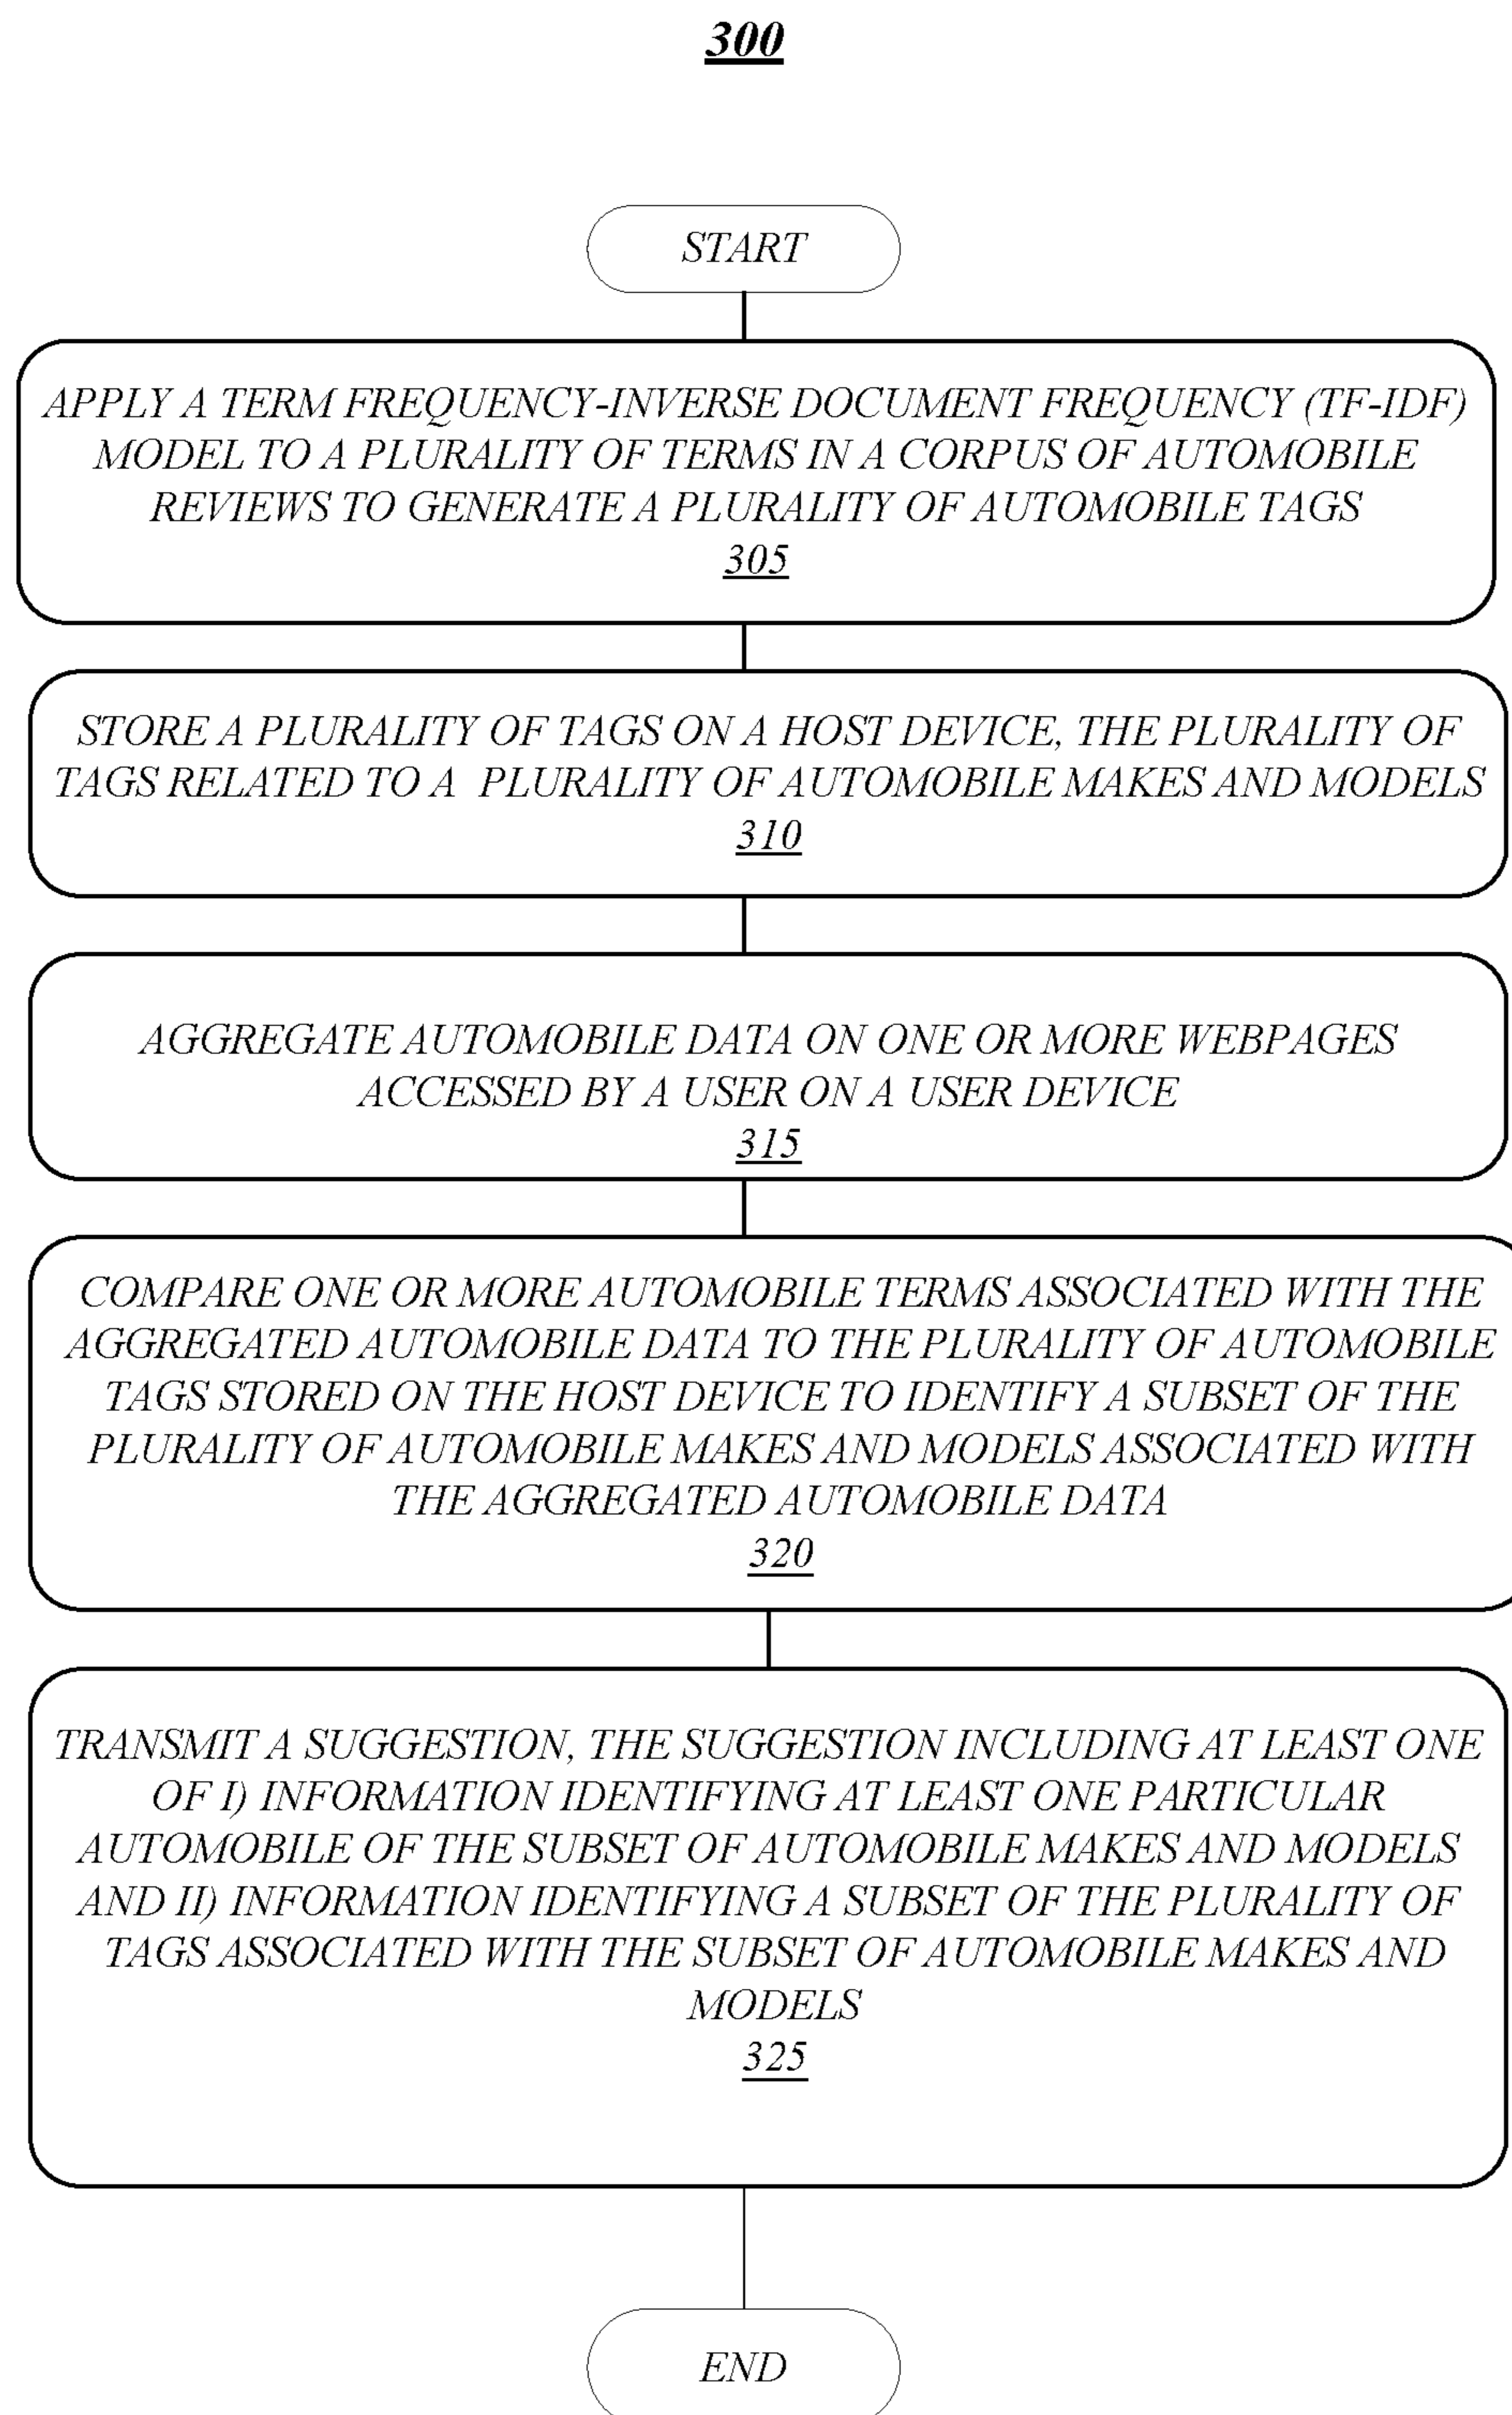 300
START
APPLY A TERM FREQUENCY-INVERSE DOCUMENT FREQUENCY (TF-IDF)
MODEL TO A PLURALITY OF TERMS IN A CORPUS OF AUTOMOBILE
REVIEWS TO GENERATE A PLURALITY OF AUTOMOBILE TAGS
305
STORE A PLURALITY OF TAGS ON A HOST DEVICE, THE PLURALITY OF
TAGS RELATED TO A PLURALITY OF AUTOMOBILE MAKES AND MODELS
310
AGGREGATE AUTOMOBILE DATA ON ONE OR MORE WEBPAGES
ACCESSED BY A USER ON A USER DEVICE
315
COMPARE ONE OR MORE AUTOMOBILE TERMS ASSOCIATED WITH THE
AGGREGATED AUTOMOBILE DATA TO THE PLURALITY OF AUTOMOBILE
TAGS STORED ON THE HOST DEVICE TO IDENTIFY A SUBSET OF THE
PLURALITY OF AUTOMOBILE MAKES AND MODELS ASSOCIATED WITH
THE AGGREGATED AUTOMOBILE DATA
320
TRANSMIT A SUGGESTION, THE SUGGESTION INCLUDING AT LEAST ONE
OF I) INFORMATION IDENTIFYING AT LEAST ONE PARTICULAR
AUTOMOBILE OF THE SUBSET OF AUTOMOBILE MAKES AND MODELS
AND II) INFORMATION IDENTIFYING A SUBSET OF THE PLURALITY OF
TAGS ASSOCIATED WITH THE SUBSET OF AUTOMOBILE MAKES AND
MODELS
325
END